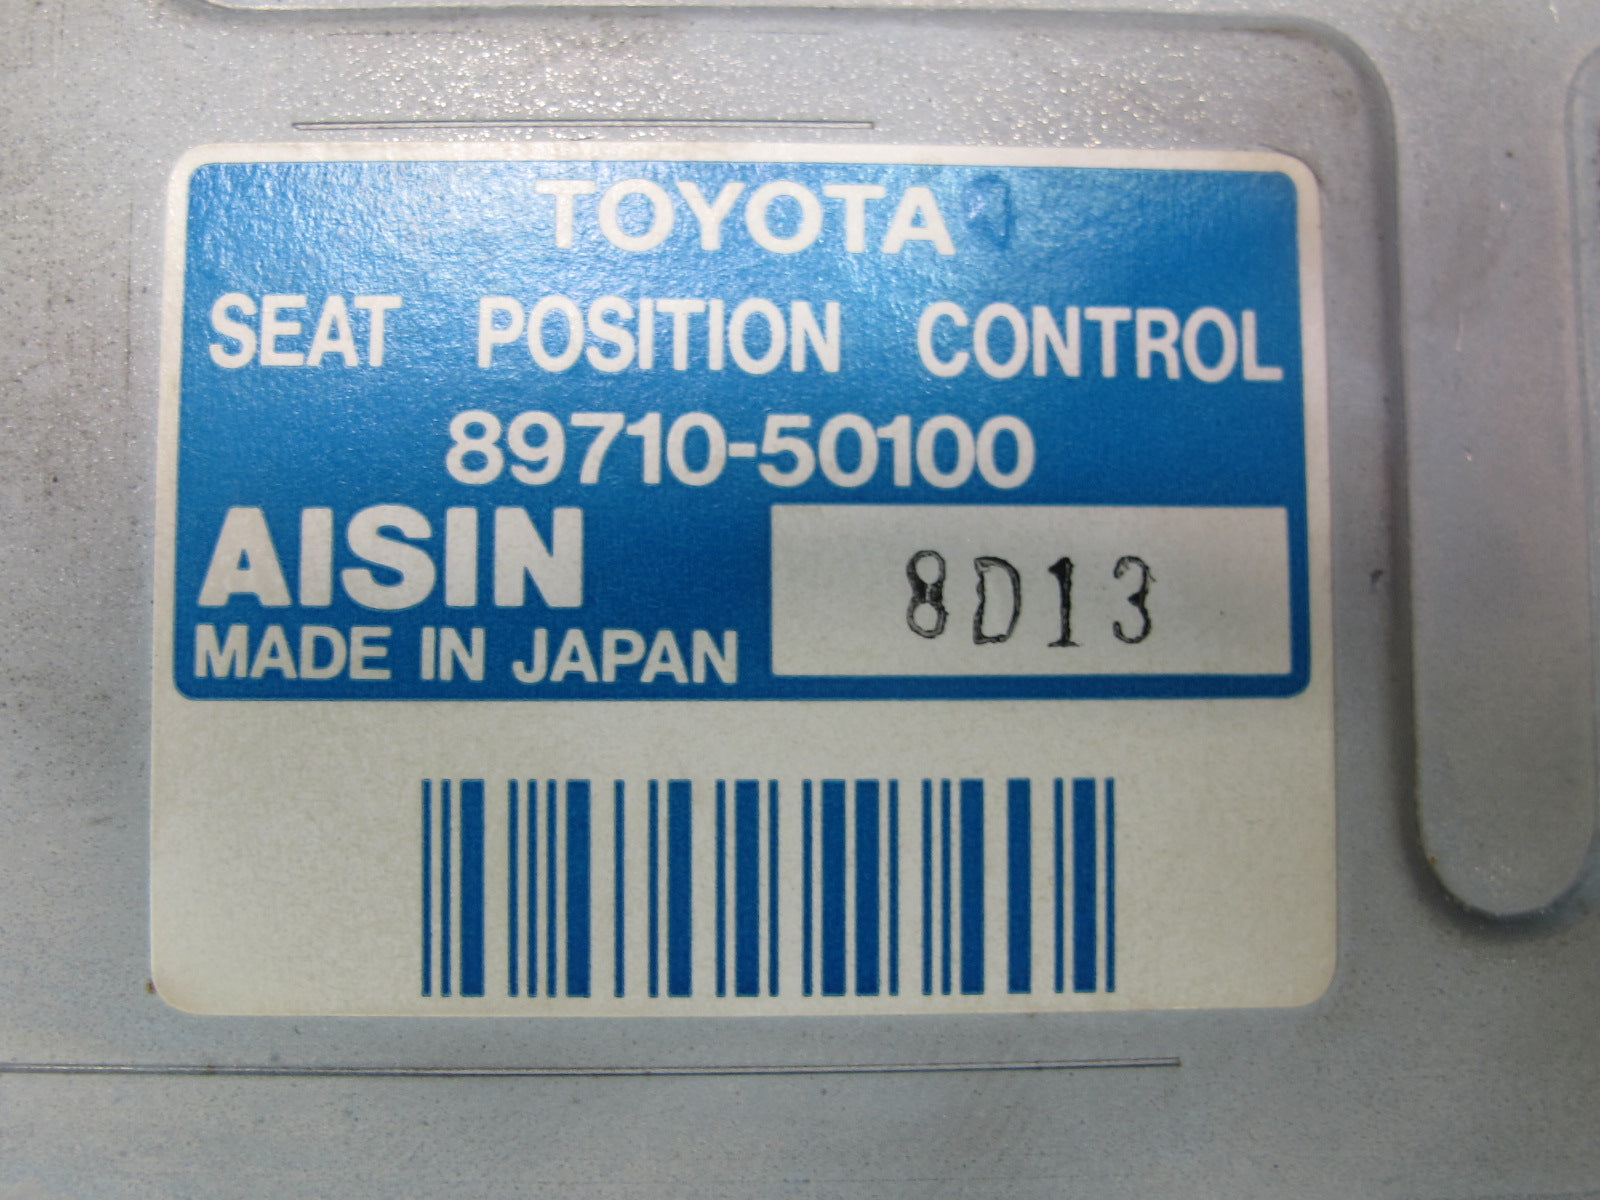 TOYOTA
SEAT POSITION CONTROL
89710-50100
AISIN
MADE IN JAPAN
8D13